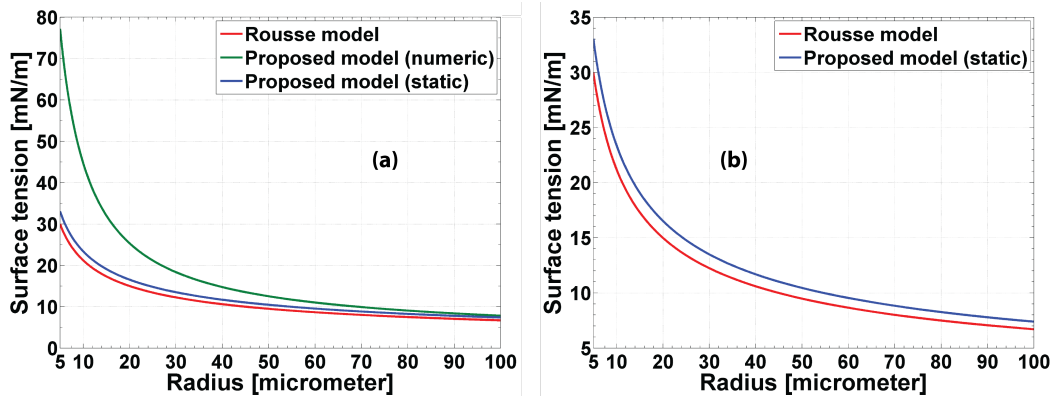 80
70
60
50
40
30
20
10
0
Surface tension [mN/m]
Rousse model
Proposed model (numeric)
Proposed model (static)
(a)
5 10 20 30 40 50 60 70 80 90 100
Radius [micrometer]
35
30
25
20
15
10
5
Surface tension [mN/m]
Rousse model
Proposed model (static)
(b)
5 10 20 30 40 50 60 70 80 90 100
Radius [micrometer]